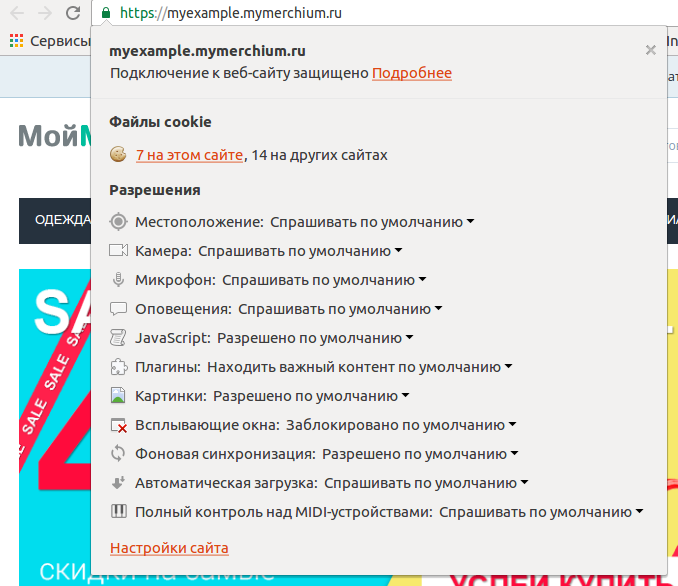 https://myexample.mymerchium.ru
Сервисы
myexample.mymerchium.ru
Подключение к веб-сайту защищено Подробнее
Файлы cookie
Мой
7 на этом сайте, 14 на других сайтах
Разрешения
ОДЕЖДА
Местоположение: Спрашивать по умолчанию
Камера: Спрашивать по умолчанию
Микрофон: Спрашивать по умолчанию
Оповещения: Спрашивать по умолчанию
JavaScript: Разрешено по умолчанию
Плагины: Находить важный контент по умолчанию
Картинки: Разрешено по умолчанию
Всплывающие окна: Заблокировано по умолчанию
Фоновая синхронизация: Разрешено по умолчанию
Автоматическая загрузка: Спрашивать по умолчанию
Полный контроль над MIDI-устройствами: Спрашивать по умолчанию
Настройки сайта
SALE SALE SALE
скидки на самые
УСПЕЙ КУПИТЬ